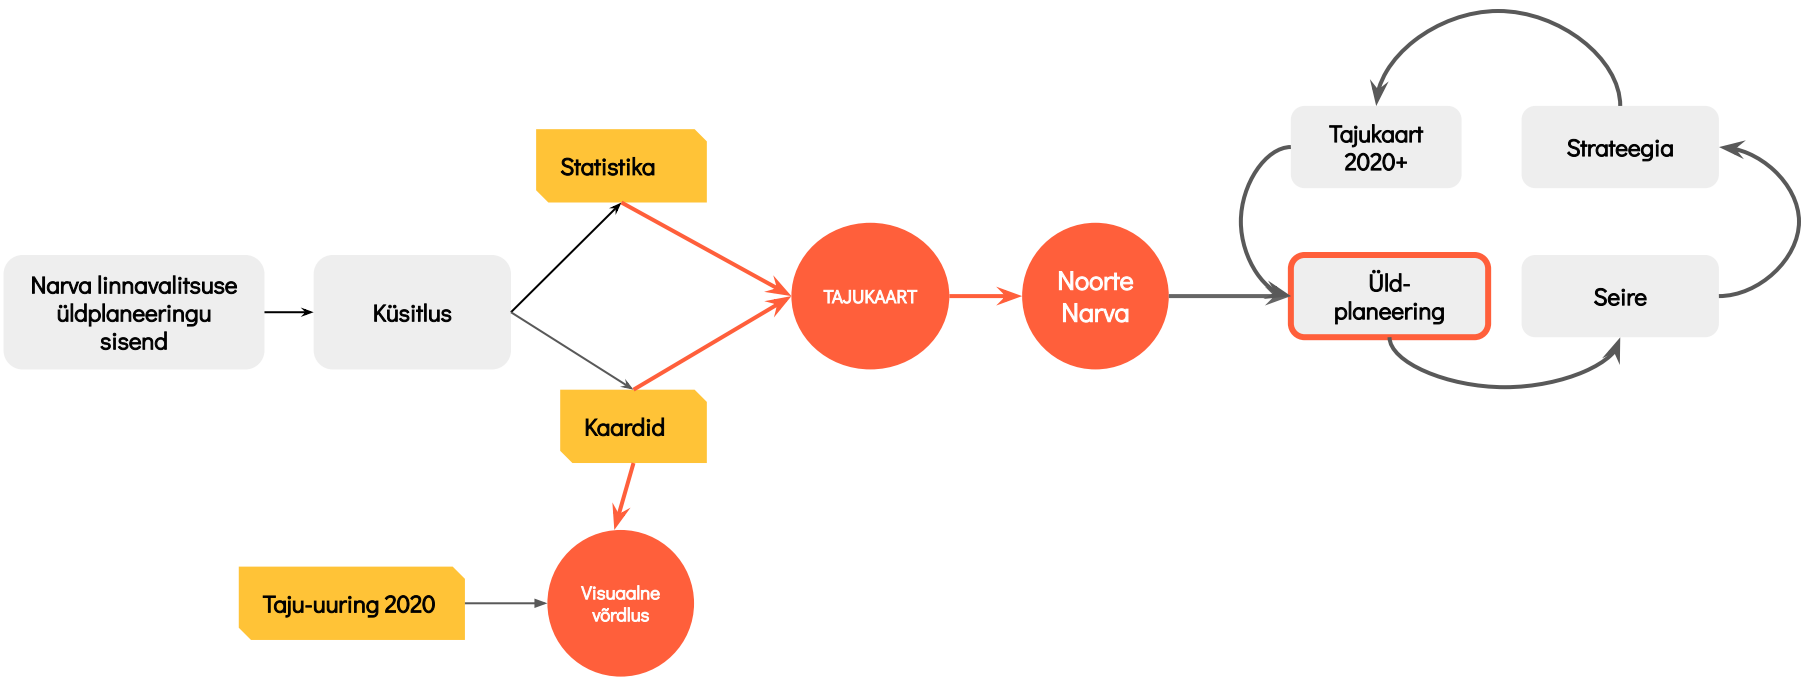 Narva linnavalitsuse
üldplaneeringu
sisend
Küsitlus
Statistika
Kaardid
TAJUKAART
Noorte
Narva
Tajukaart
2020+
Strateegia
Üld-
planeering
Seire
Taju-uuring 2020
Visuaalne
võrdlus